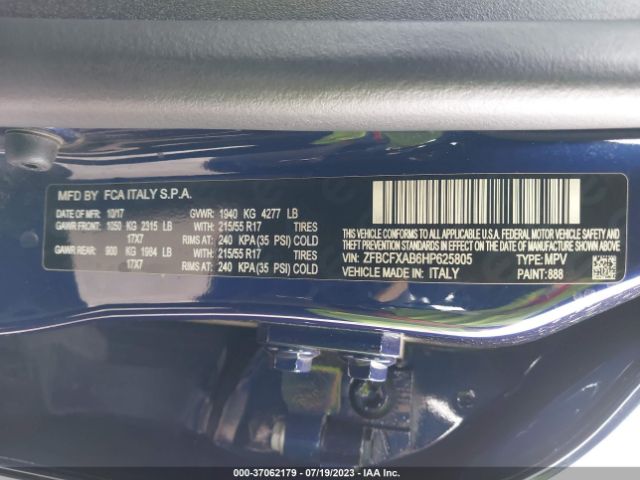 MFD BY FCA ITALY S.P.A.
DATE OF MFR: 10/17 GVWR: 1940 KG 4277 LB
GAWR FRONT: 1050 KG 2315 LB WITH: 215/55 R17 TIRES
17X7 RIMS AT: 240 KPA(35 PSI) COLD
GAWR REAR: 900 KG 1984 LB WITH: 215/55 R17 TIRES
17X7 RIMS AT: 240 KPA(35 PSI) COLD
THIS VEHICLE CONFORMS TO ALL APPLICABLE U.S.A. FEDERAL MOTOR VEHICLE SAFETY
AND THEFT PREVENTION STANDARDS IN EFFECT ON THE DATE OF MANUFACTURE SHOWN ABOVE
VIN: ZFBCFXAB6HP625805 TYPE: MPV
VEHICLE MADE IN: ITALY PAINT: 888
000-37062179 / 07/19/2023 / IAA, Inc.